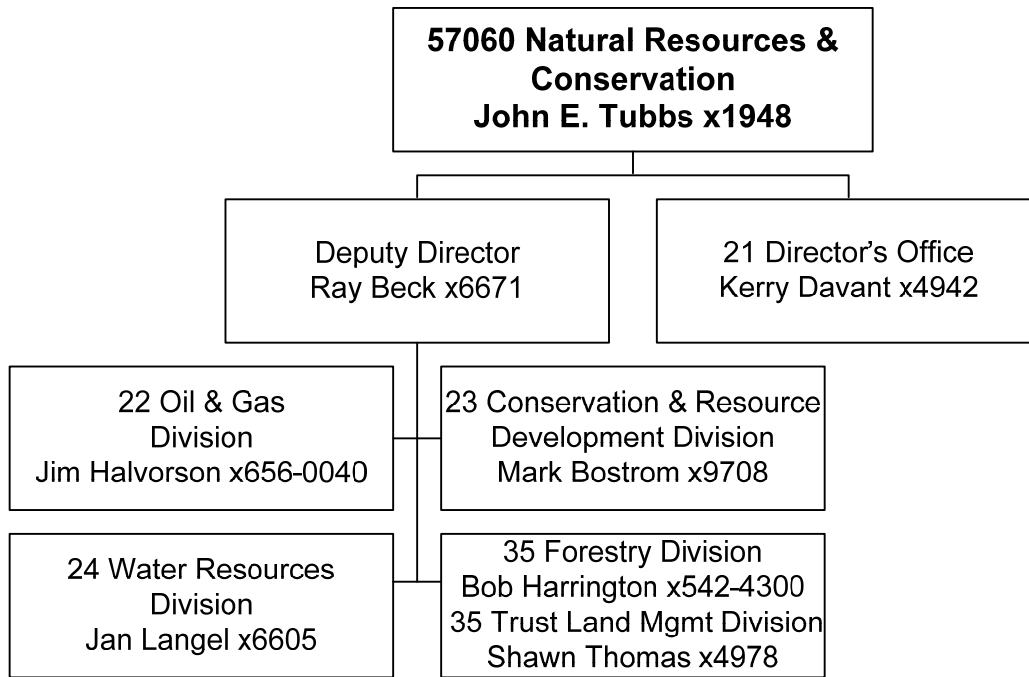 57060 Natural Resources &
Conservation
John E. Tubbs x1948
Deputy Director
Ray Beck x6671
21 Director’s Office
Kerry Davant x4942
22 Oil & Gas
Division
Jim Halvorson x656-0040
23 Conservation & Resource
Development Division
Mark Bostrom x9708
24 Water Resources
Division
Jan Langel x6605
35 Forestry Division
Bob Harrington x542-4300
35 Trust Land Mgmt Division
Shawn Thomas x4978